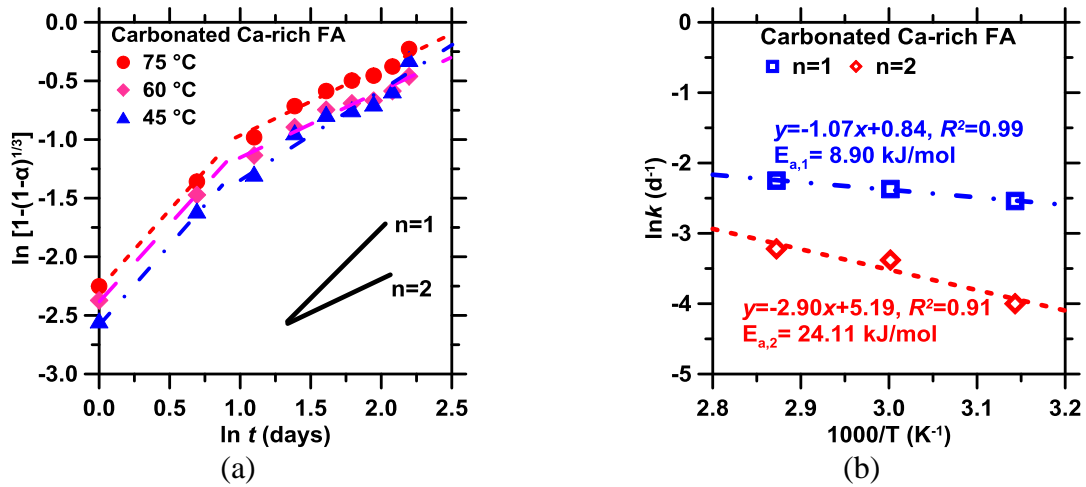 Carbonated Ca-rich FA
75 °C
60 °C
45 °C
n=1
n=2
0.0
-0.5
-1.0
-1.5
-2.0
-2.5
-3.0
ln [1-(1-α)^1/3]
0.0 0.5 1.0 1.5 2.0 2.5
ln t (days)
(a)
Carbonated Ca-rich FA
n=1 n=2
y=-1.07x+0.84, R²=0.99
Ea,1= 8.90 kJ/mol
y=-2.90x+5.19, R²=0.91
Ea,2= 24.11 kJ/mol
0
-1
-2
-3
-4
-5
lnk (d⁻¹)
2.8 2.9 3.0 3.1 3.2
1000/T (K⁻¹)
(b)